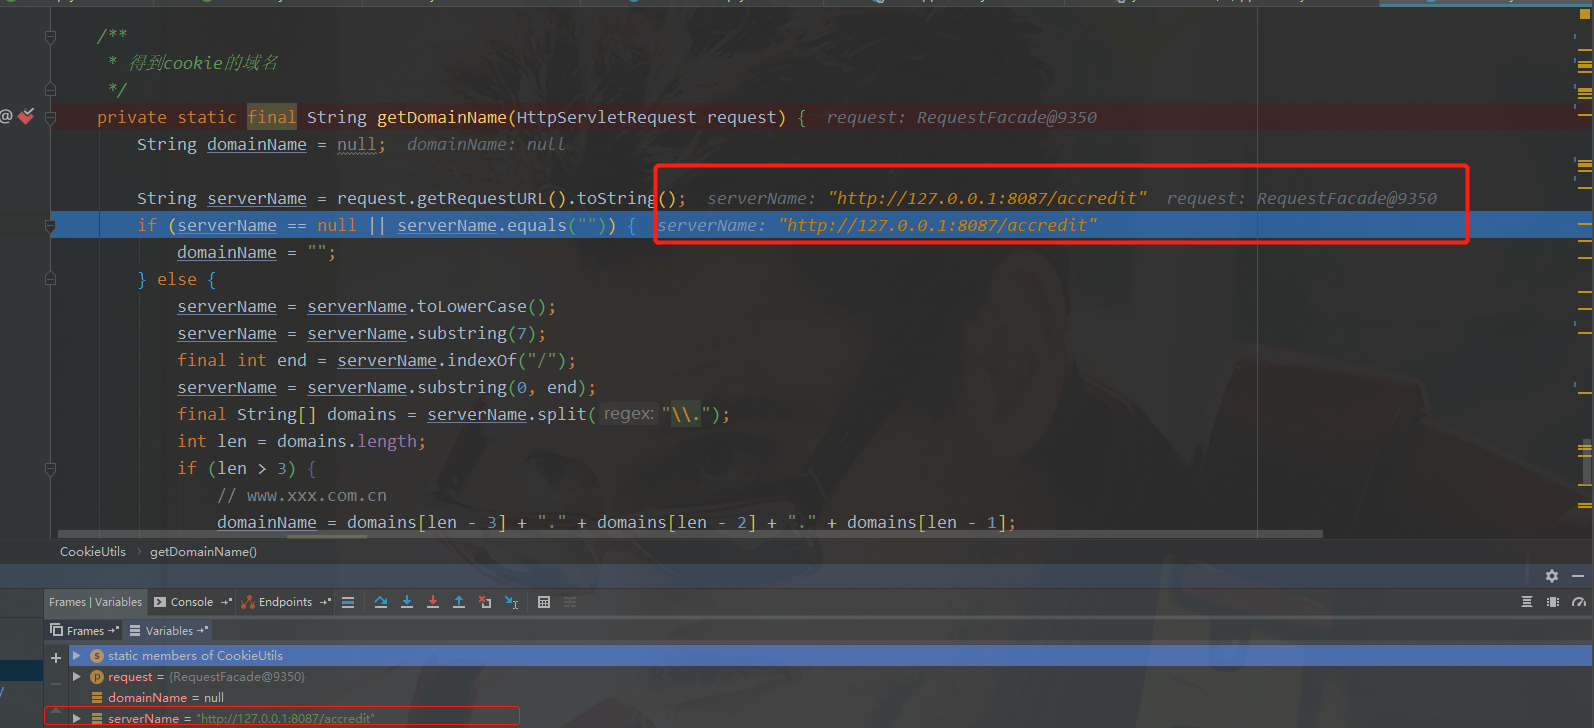 /**
* 得到cookie的域名
*/
private static final String getDomainName(HttpServletRequest request) { request: RequestFacade@9350
String domainName = null; domainName: null
String serverName = request.getRequestURL().toString(); serverName: "http://127.0.0.1:8087/accredit" request: RequestFacade@9350
if (serverName == null || serverName.equals("")) { serverName: "http://127.0.0.1:8087/accredit"
domainName = "";
} else {
serverName = serverName.toLowerCase();
serverName = serverName.substring(7);
final int end = serverName.indexOf("/");
serverName = serverName.substring(0, end);
final String[] domains = serverName.split( regex: "\\.");
int len = domains.length;
if (len > 3) {
// www.xxx.com.cn
domainName = domains[len - 3] + "." + domains[len - 2] + "." + domains[len - 1];
CookieUtils › getDomainName()
Frames | Variables Console Endpoints
Frames Variables
static members of CookieUtils
request = {RequestFacade@9350}
domainName = null
serverName = "http://127.0.0.1:8087/accredit"